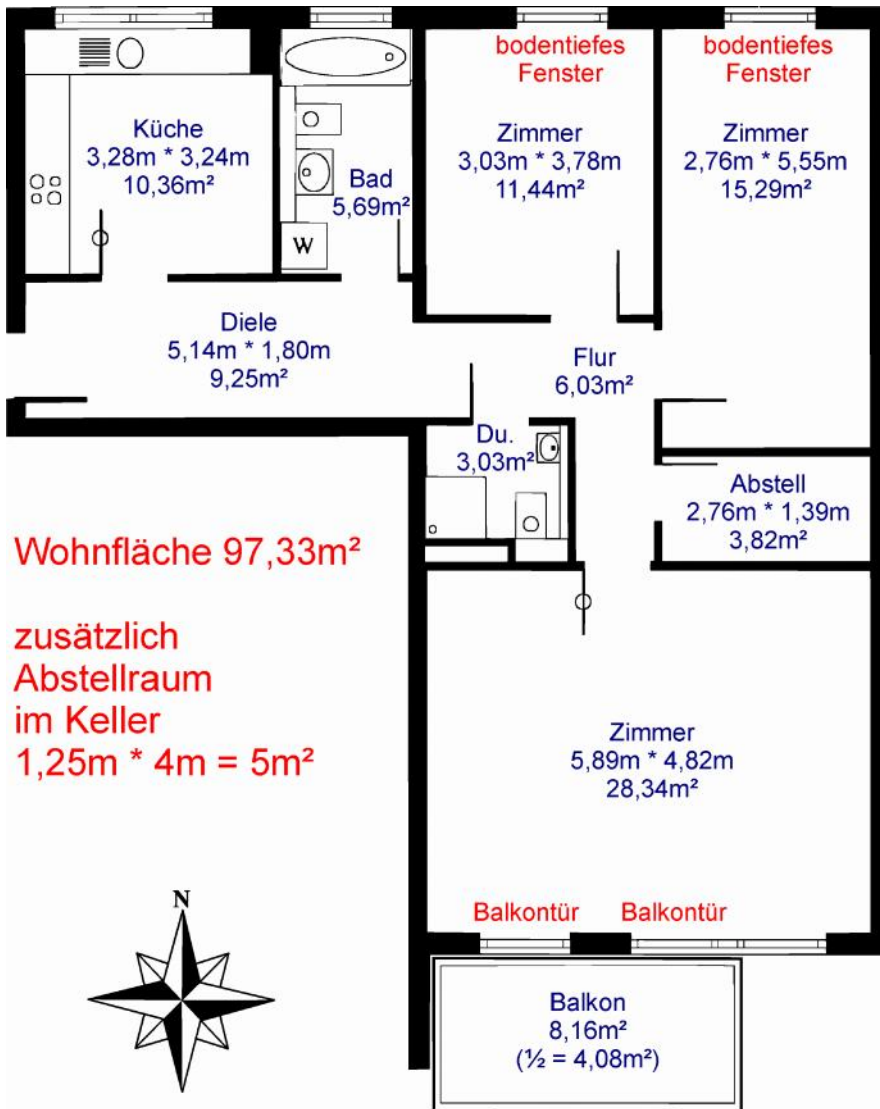 bodentiefes
Fenster
bodentiefes
Fenster
Küche
3,28m * 3,24m
10,36m²
Bad
5,69m²
W
Zimmer
3,03m * 3,78m
11,44m²
Zimmer
2,76m * 5,55m
15,29m²
Diele
5,14m * 1,80m
9,25m²
Flur
6,03m²
Du.
3,03m²
Abstell
2,76m * 1,39m
3,82m²
Wohnfläche 97,33m²
zusätzlich
Abstellraum
im Keller
1,25m * 4m = 5m²
Zimmer
5,89m * 4,82m
28,34m²
Balkontür
Balkontür
N
Balkon
8,16m²
(½ = 4,08m²)